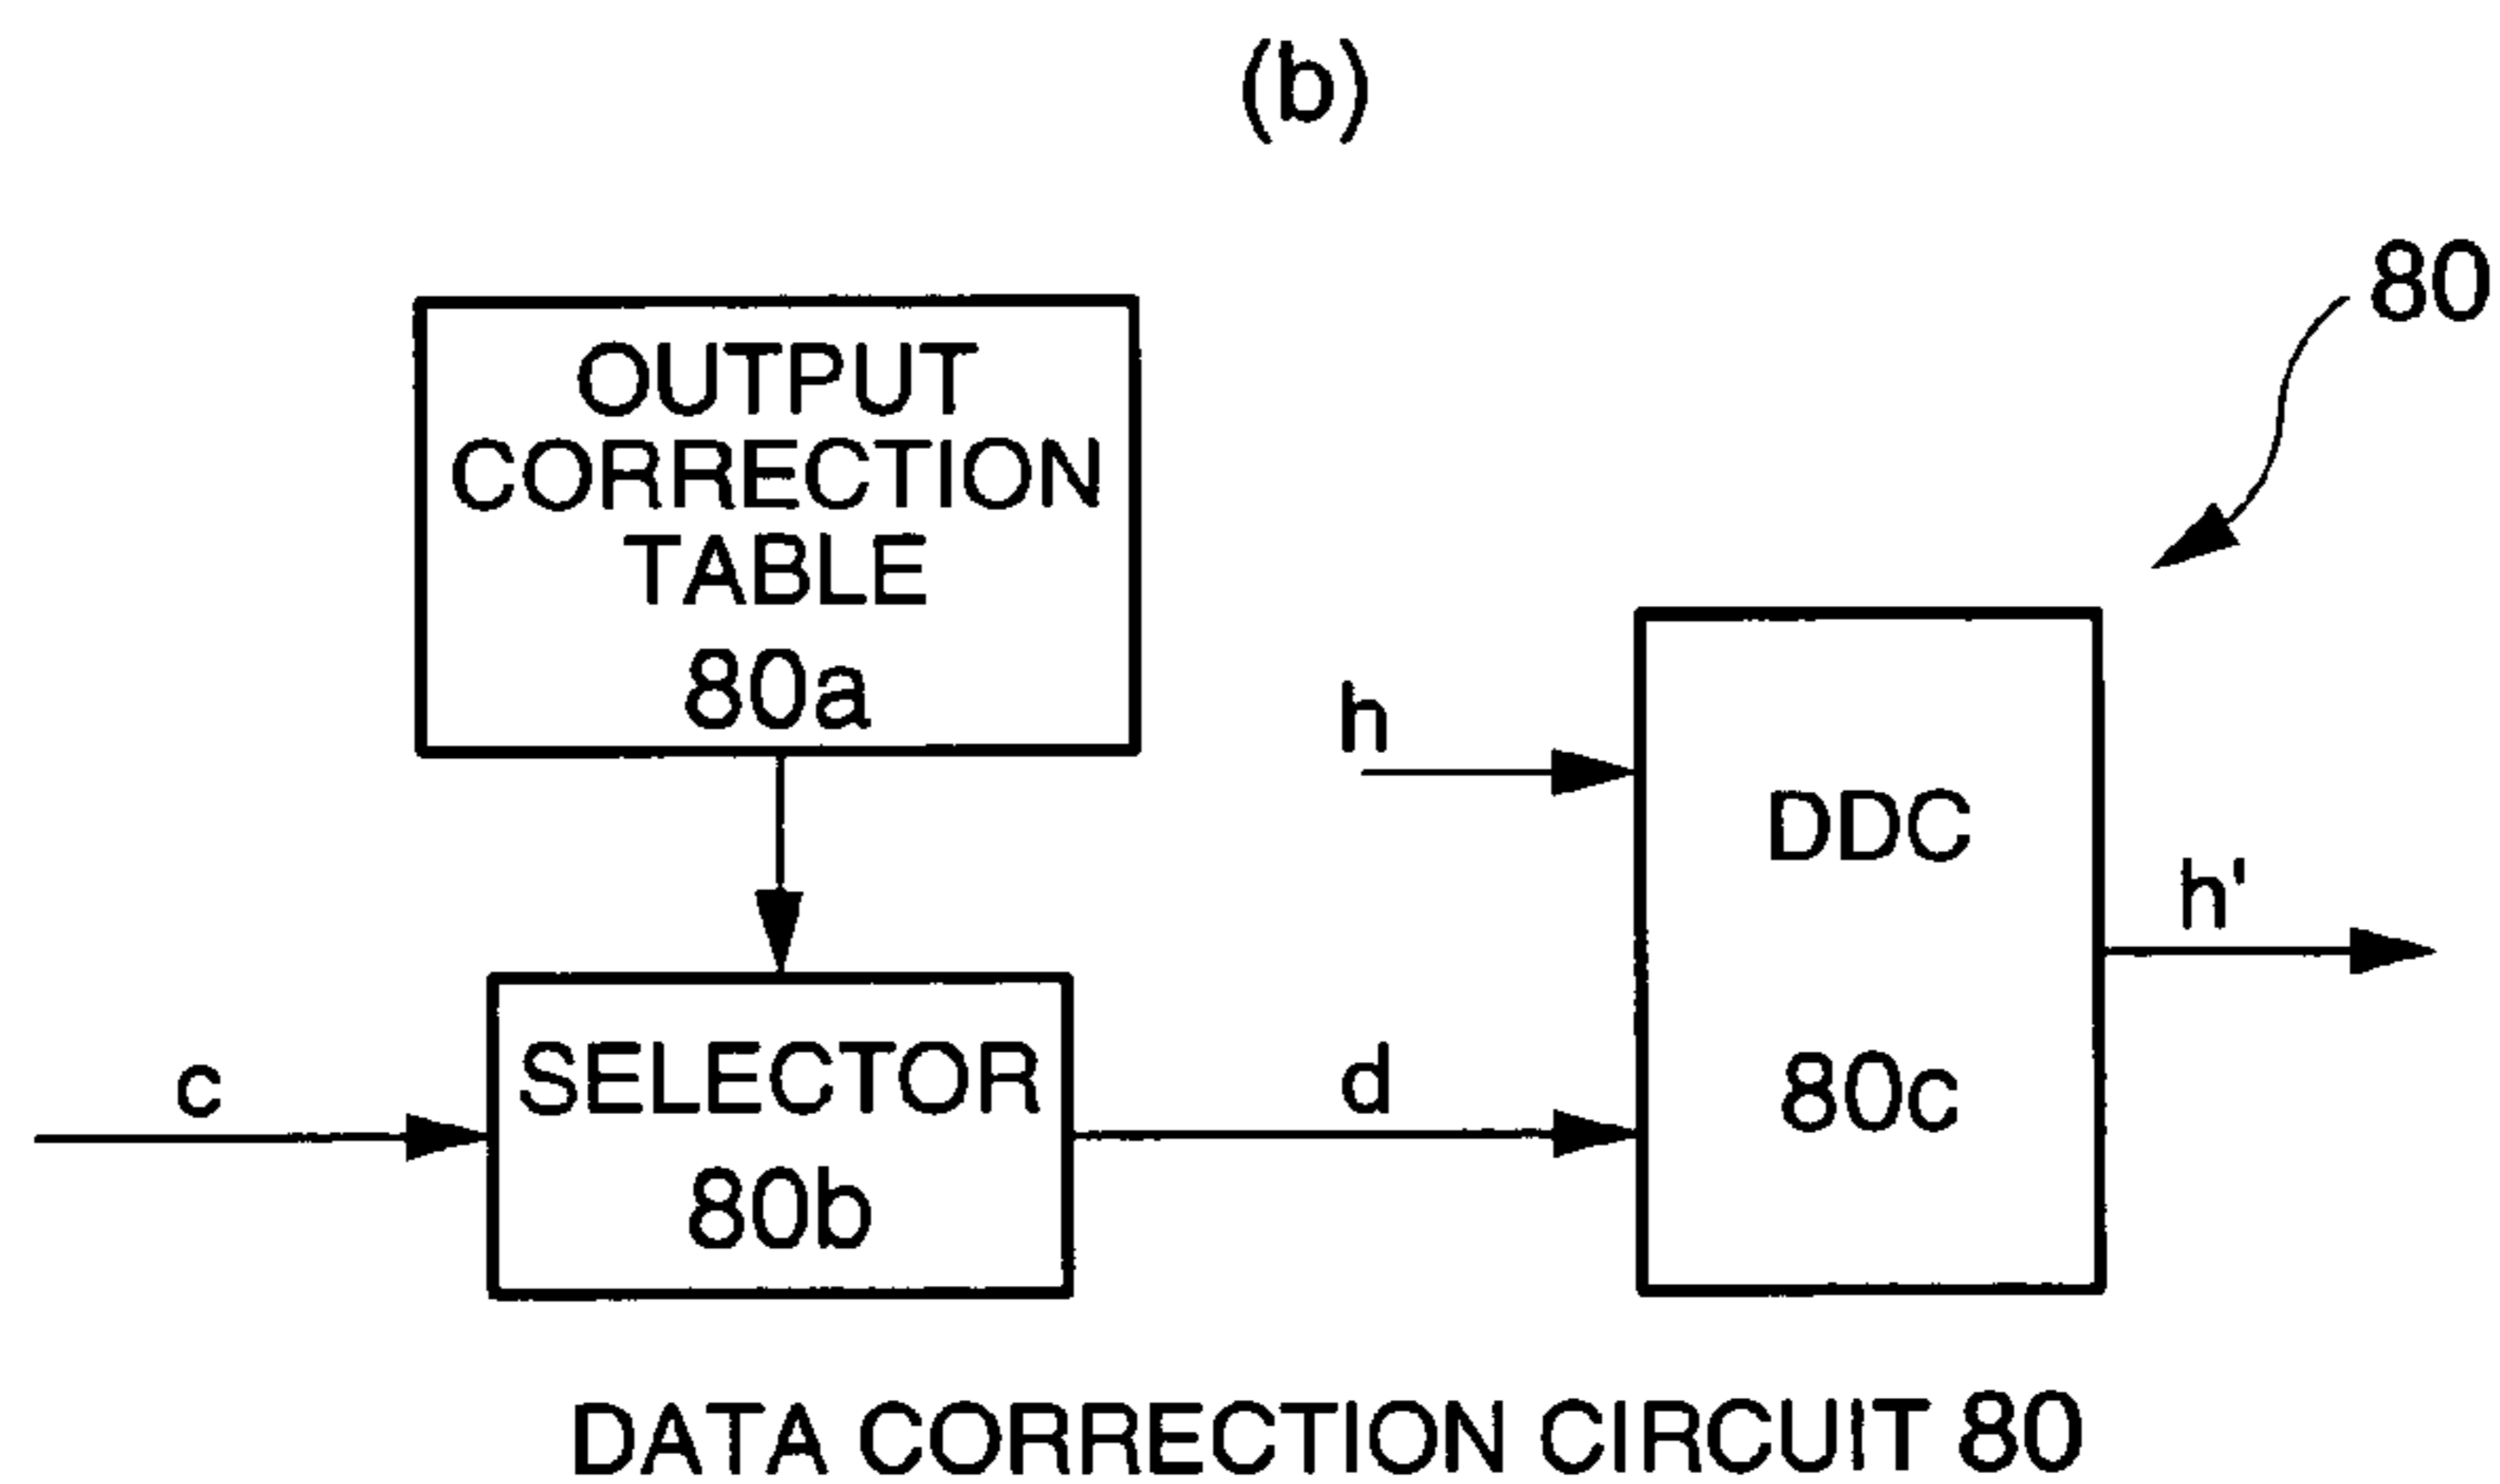 (b)
80
OUTPUT
CORRECTION
TABLE
80a
h
DDC
h'
c
SELECTOR
80b
d
80c
DATA CORRECTION CIRCUIT 80